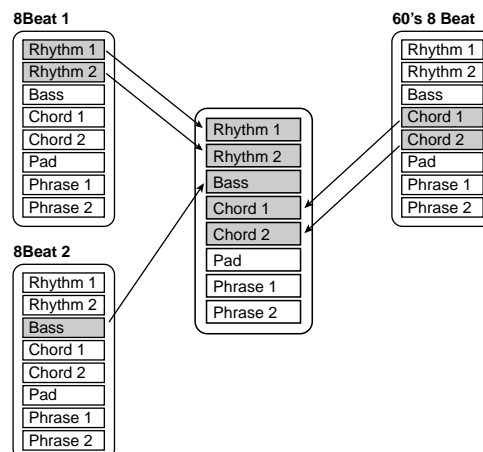 8Beat 1
Rhythm 1
Rhythm 2
Bass
Chord 1
Chord 2
Pad
Phrase 1
Phrase 2
8Beat 2
Rhythm 1
Rhythm 2
Bass
Chord 1
Chord 2
Pad
Phrase 1
Phrase 2
Rhythm 1
Rhythm 2
Bass
Chord 1
Chord 2
Pad
Phrase 1
Phrase 2
60's 8 Beat
Rhythm 1
Rhythm 2
Bass
Chord 1
Chord 2
Pad
Phrase 1
Phrase 2